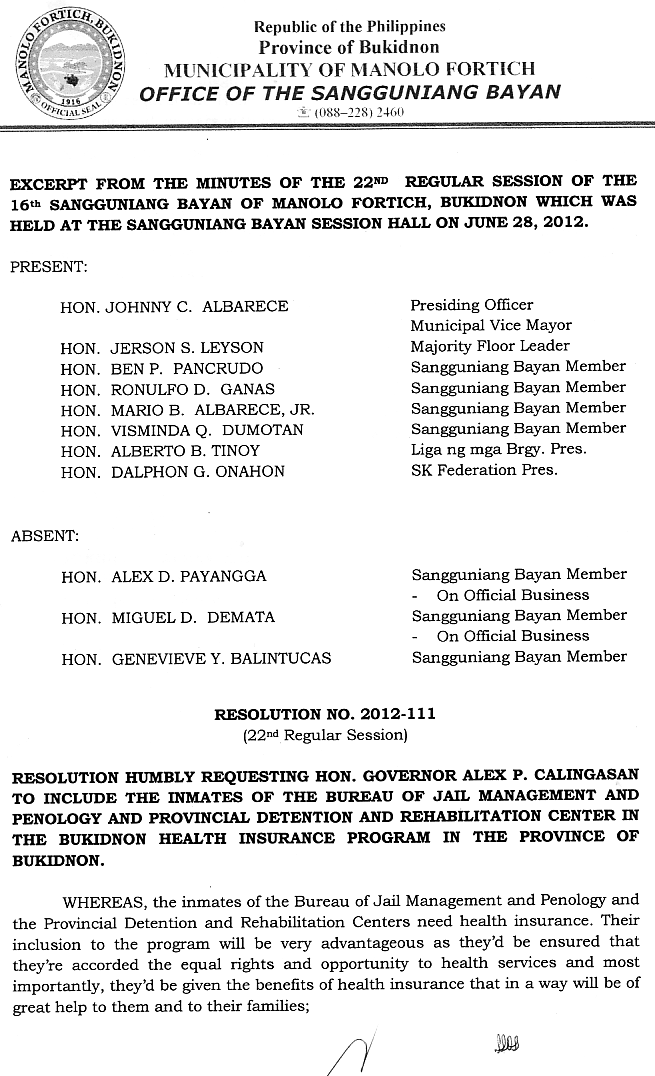 MANOLO FORTICH, BUKIDNON
1916
OFFICIAL SEAL
Republic of the Philippines
Province of Bukidnon
MUNICIPALITY OF MANOLO FORTICH
OFFICE OF THE SANGGUNIANG BAYAN
☏ (088–228) 2460
EXCERPT FROM THE MINUTES OF THE 22ND REGULAR SESSION OF THE
16th SANGGUNIANG BAYAN OF MANOLO FORTICH, BUKIDNON WHICH WAS
HELD AT THE SANGGUNIANG BAYAN SESSION HALL ON JUNE 28, 2012.
PRESENT:
HON. JOHNNY C. ALBARECE Presiding Officer
Municipal Vice Mayor
HON. JERSON S. LEYSON Majority Floor Leader
HON. BEN P. PANCRUDO Sangguniang Bayan Member
HON. RONULFO D. GANAS Sangguniang Bayan Member
HON. MARIO B. ALBARECE, JR. Sangguniang Bayan Member
HON. VISMINDA Q. DUMOTAN Sangguniang Bayan Member
HON. ALBERTO B. TINOY Liga ng mga Brgy. Pres.
HON. DALPHON G. ONAHON SK Federation Pres.
ABSENT:
HON. ALEX D. PAYANGGA Sangguniang Bayan Member
- On Official Business
HON. MIGUEL D. DEMATA Sangguniang Bayan Member
- On Official Business
HON. GENEVIEVE Y. BALINTUCAS Sangguniang Bayan Member
RESOLUTION NO. 2012-111
(22nd Regular Session)
RESOLUTION HUMBLY REQUESTING HON. GOVERNOR ALEX P. CALINGASAN
TO INCLUDE THE INMATES OF THE BUREAU OF JAIL MANAGEMENT AND
PENOLOGY AND PROVINCIAL DETENTION AND REHABILITATION CENTER IN
THE BUKIDNON HEALTH INSURANCE PROGRAM IN THE PROVINCE OF
BUKIDNON.
WHEREAS, the inmates of the Bureau of Jail Management and Penology and
the Provincial Detention and Rehabilitation Centers need health insurance. Their
inclusion to the program will be very advantageous as they'd be ensured that
they're accorded the equal rights and opportunity to health services and most
importantly, they'd be given the benefits of health insurance that in a way will be of
great help to them and to their families;